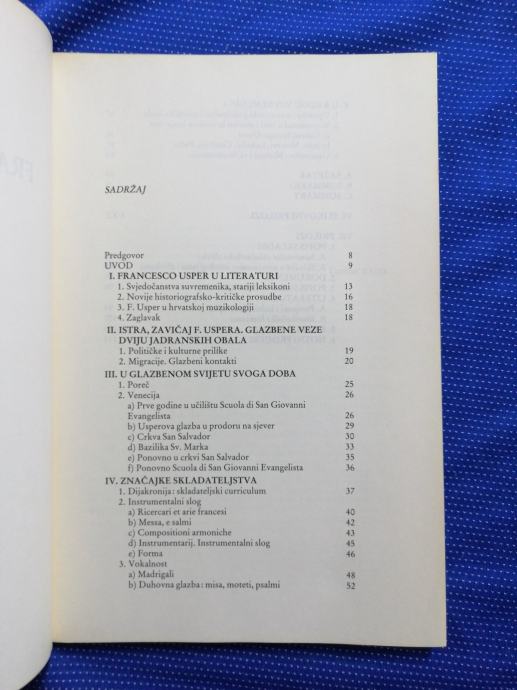 FRA
SADRŽAJ
Predgovor 8
UVOD 9
I. FRANCESCO USPER U LITERATURI
1. Svjedočanstva suvremenika, stariji leksikoni 13
2. Novije historiografsko-kritičke prosudbe 16
3. F. Usper u hrvatskoj muzikologiji 18
4. Zaglavak 18
II. ISTRA, ZAVIČAJ F. USPERA. GLAZBENE VEZE
DVIJU JADRANSKIH OBALA
1. Političke i kulturne prilike 19
2. Migracije. Glazbeni kontakti 20
III. U GLAZBENOM SVIJETU SVOGA DOBA
1. Poreč 25
2. Venecija 26
a) Prve godine u učilištu Scuola di San Giovanni
Evangelista 26
b) Usperova glazba u prodoru na sjever 29
c) Crkva San Salvador 30
d) Bazilika Sv. Marka 33
e) Ponovno u crkvi San Salvador 35
f) Ponovno Scuola di San Giovanni Evangelista 36
IV. ZNAČAJKE SKLADATELJSTVA
1. Dijakronija: skladateljski curriculum 37
2. Instrumentalni slog
a) Ricercari et arie francesi 40
b) Messa, e salmi 42
c) Compositioni armoniche 43
d) Instrumentarij. Instrumentalni slog 45
e) Forma 46
3. Vokalnost
a) Madrigali 48
b) Duhovna glazba: misa, moteti, psalmi 52